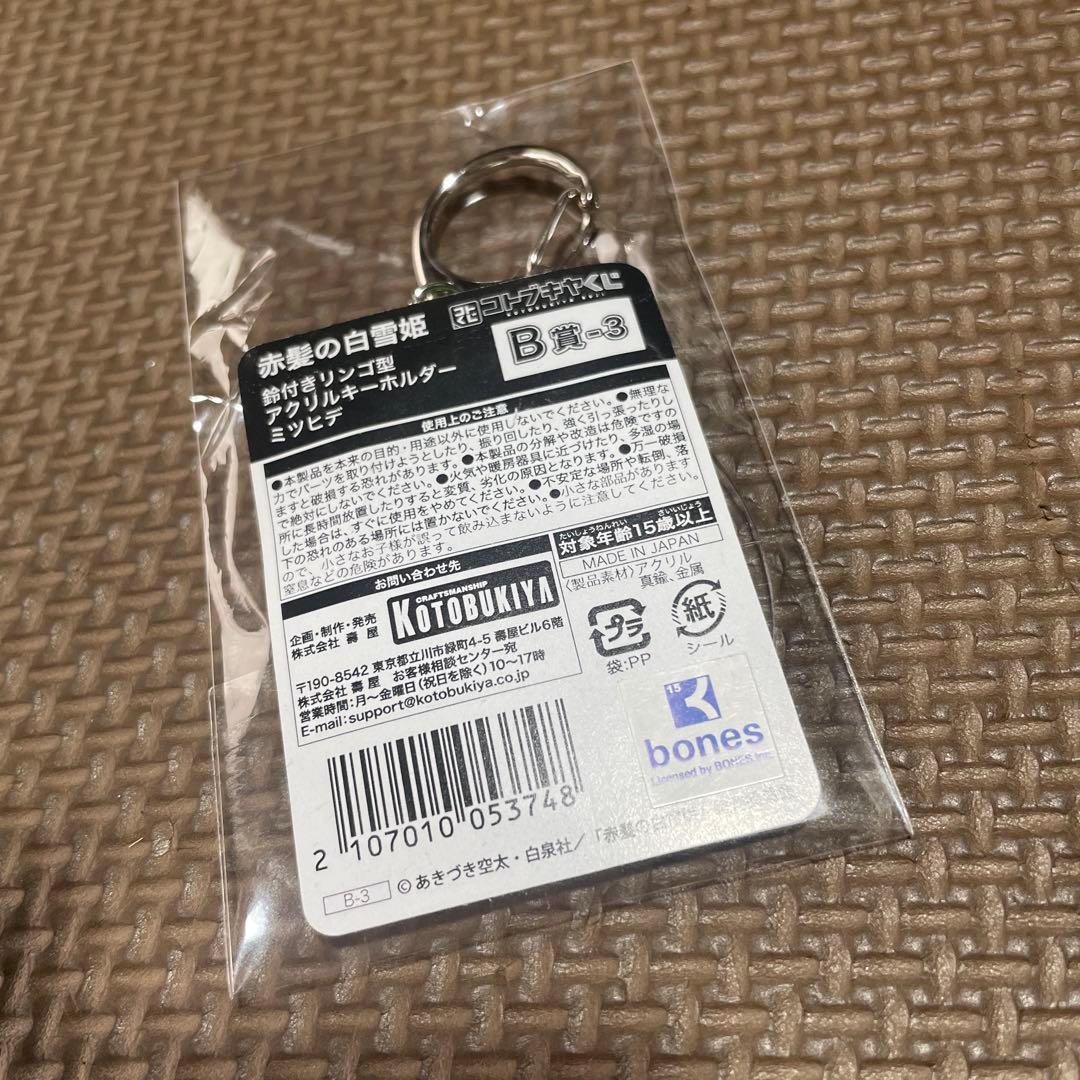 赤髪の白雪姫
鈴付きリンゴ型
アクリルキーホルダー
ミツヒデ
コトブキヤくじ
B賞-3
使用上のご注意
●本製品を本来の目的・用途以外に使用しないでください。●無理な
力でパーツを取り付けようとしたり、振り回したり、強く引っ張ったりし
ますと破損する恐れがあります。●本製品の分解や改造は危険ですの
で絶対にしないでください。●火気や暖房器具に近づけたり、多湿の場
所に長時間放置したりすると変質、劣化の原因となります。●万一破損
した場合は、すぐに使用をやめてください。●不安定な場所や転倒、落
下の恐れのある場所には置かないでください。●小さな部品があります
ので、小さなお子様が誤って飲み込まないように注意してください。
窒息などの危険があります。
お問い合わせ先
企画・制作・発売
株式会社 壽 屋
CRAFTSMANSHIP
KOTOBUKIYA
〒190-8542 東京都立川市緑町4-5 壽屋ビル6階
株式会社 壽 屋 お客様相談センター宛
営業時間:月〜金曜日(祝日を除く)10〜17時
E-mail:support@kotobukiya.co.jp
たいしょうねんれい さいいじょう
対象年齢15歳以上
MADE IN JAPAN
〈製品素材〉アクリル
真鍮、金属
プラ
袋:PP
紙
シール
15
bones
Licensed by BONES inc.
2 107010 053748
B-3
©あきづき空太・白泉社/「赤髪の白雪姫